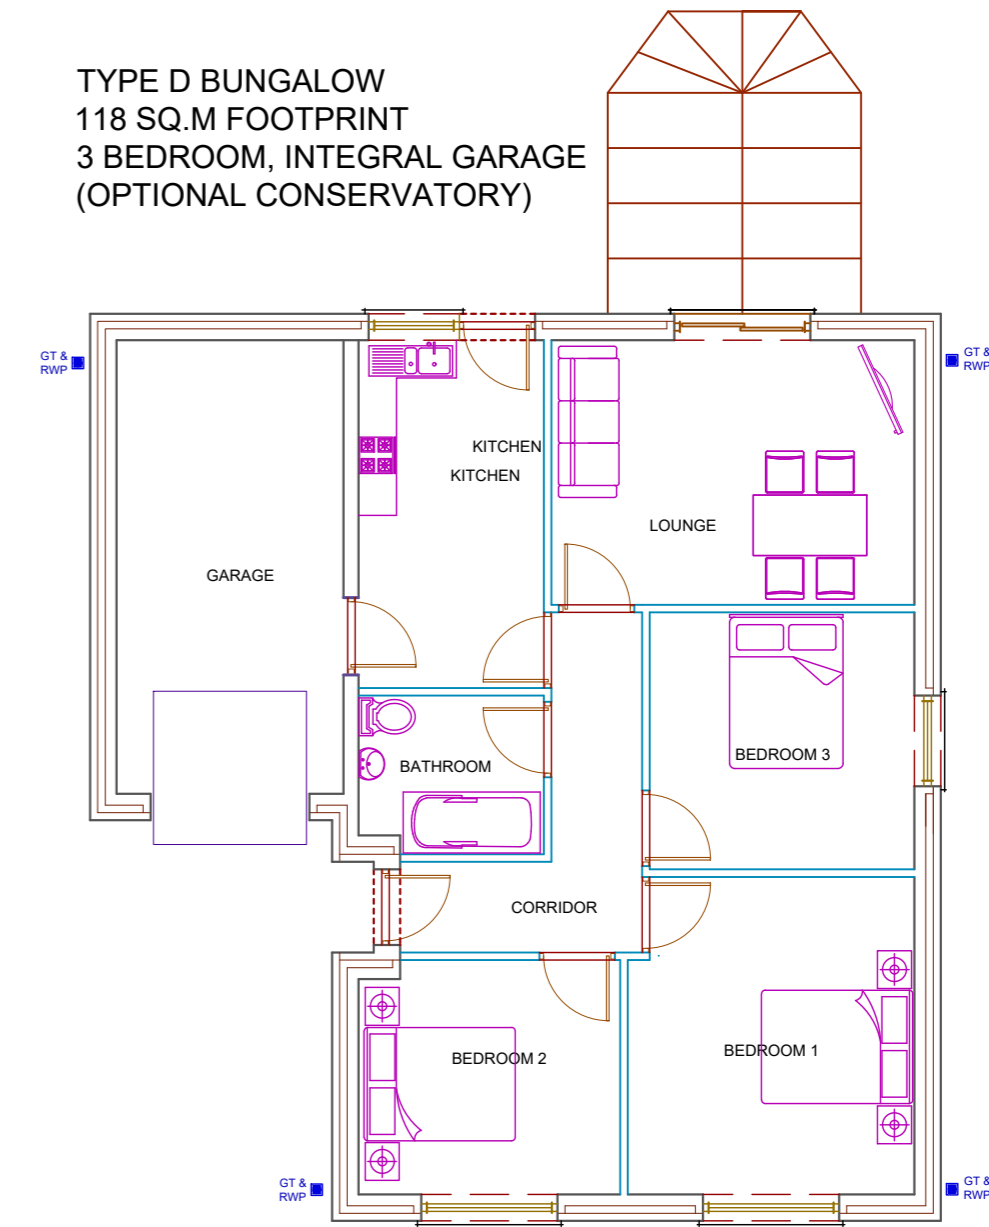 TYPE D BUNGALOW
118 SQ.M FOOTPRINT
3 BEDROOM, INTEGRAL GARAGE
(OPTIONAL CONSERVATORY)
GT &
RWP
GT &
RWP
KITCHEN
KITCHEN
LOUNGE
GARAGE
BEDROOM 3
BATHROOM
CORRIDOR
BEDROOM 2
BEDROOM 1
GT &
RWP
GT &
RWP